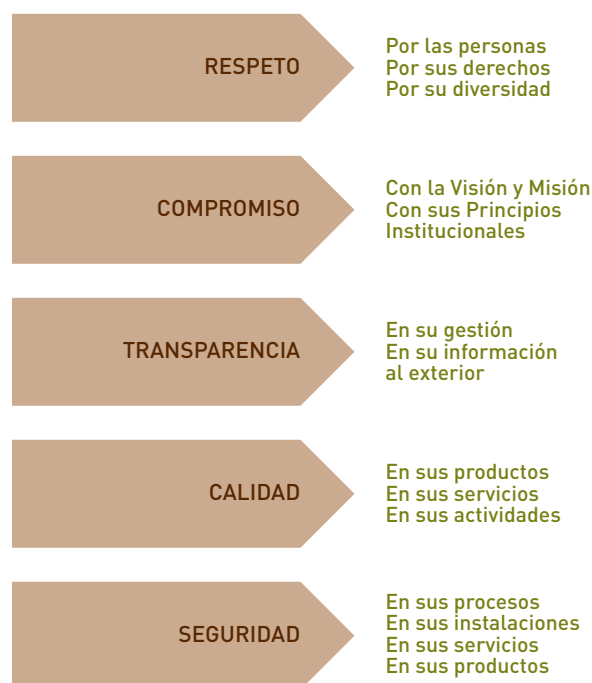 RESPETO
Por las personas
Por sus derechos
Por su diversidad
COMPROMISO
Con la Visión y Misión
Con sus Principios
Institucionales
TRANSPARENCIA
En su gestión
En su información
al exterior
CALIDAD
En sus productos
En sus servicios
En sus actividades
SEGURIDAD
En sus procesos
En sus instalaciones
En sus servicios
En sus productos